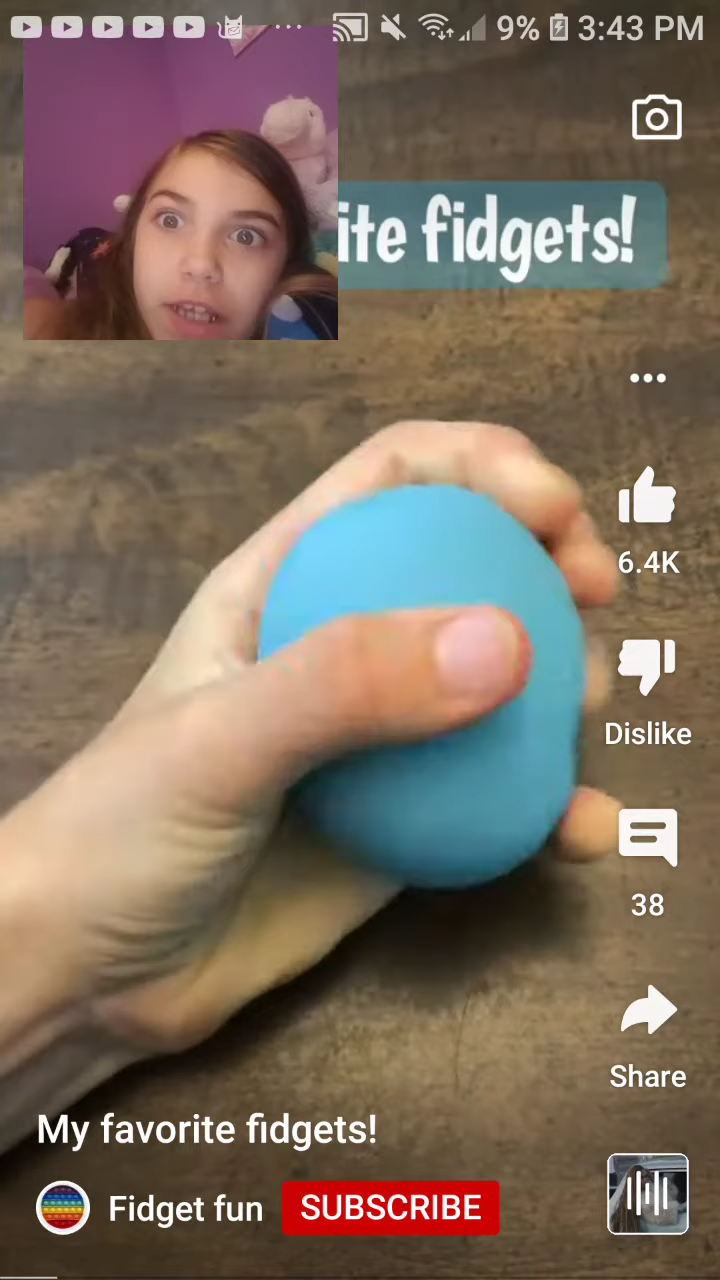 9% 3:43 PM
ite fidgets!
6.4K
Dislike
38
Share
My favorite fidgets!
Fidget fun SUBSCRIBE